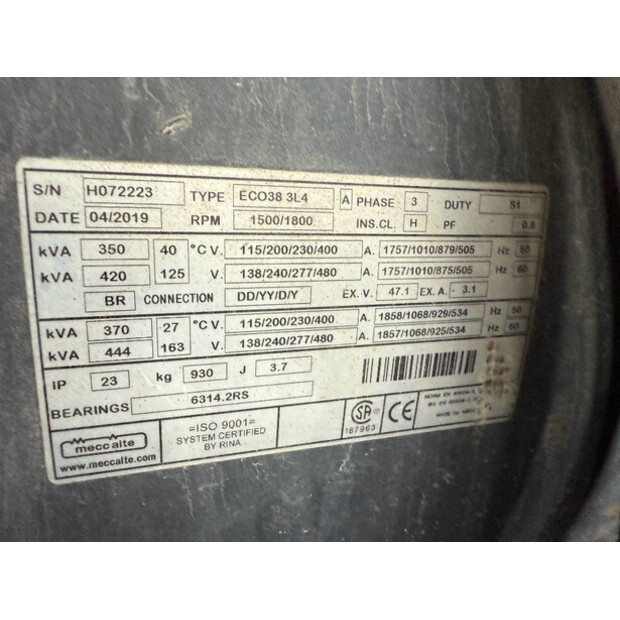 S/N H072223 TYPE ECO38 3L4 A PHASE 3 DUTY S1
DATE 04/2019 RPM 1500/1800 INS.CL. H PF 0.8
kVA 350 40 °C V. 115/200/230/400 A. 1757/1010/879/505 Hz 50
kVA 420 125 V. 138/240/277/480 A. 1757/1010/875/505 Hz 60
BR CONNECTION DD/YY/D/Y EX.V. 47.1 EX.A. 3.1
kVA 370 27 °C V. 115/200/230/400 A. 1858/1068/929/534 Hz 50
kVA 444 163 V. 138/240/277/480 A. 1857/1068/925/534 Hz 60
IP 23 kg 930 J 3.7
BEARINGS 6314.2RS
meccalte
www.meccalte.com
=ISO 9001=
SYSTEM CERTIFIED
BY RINA
SA
187963
CE